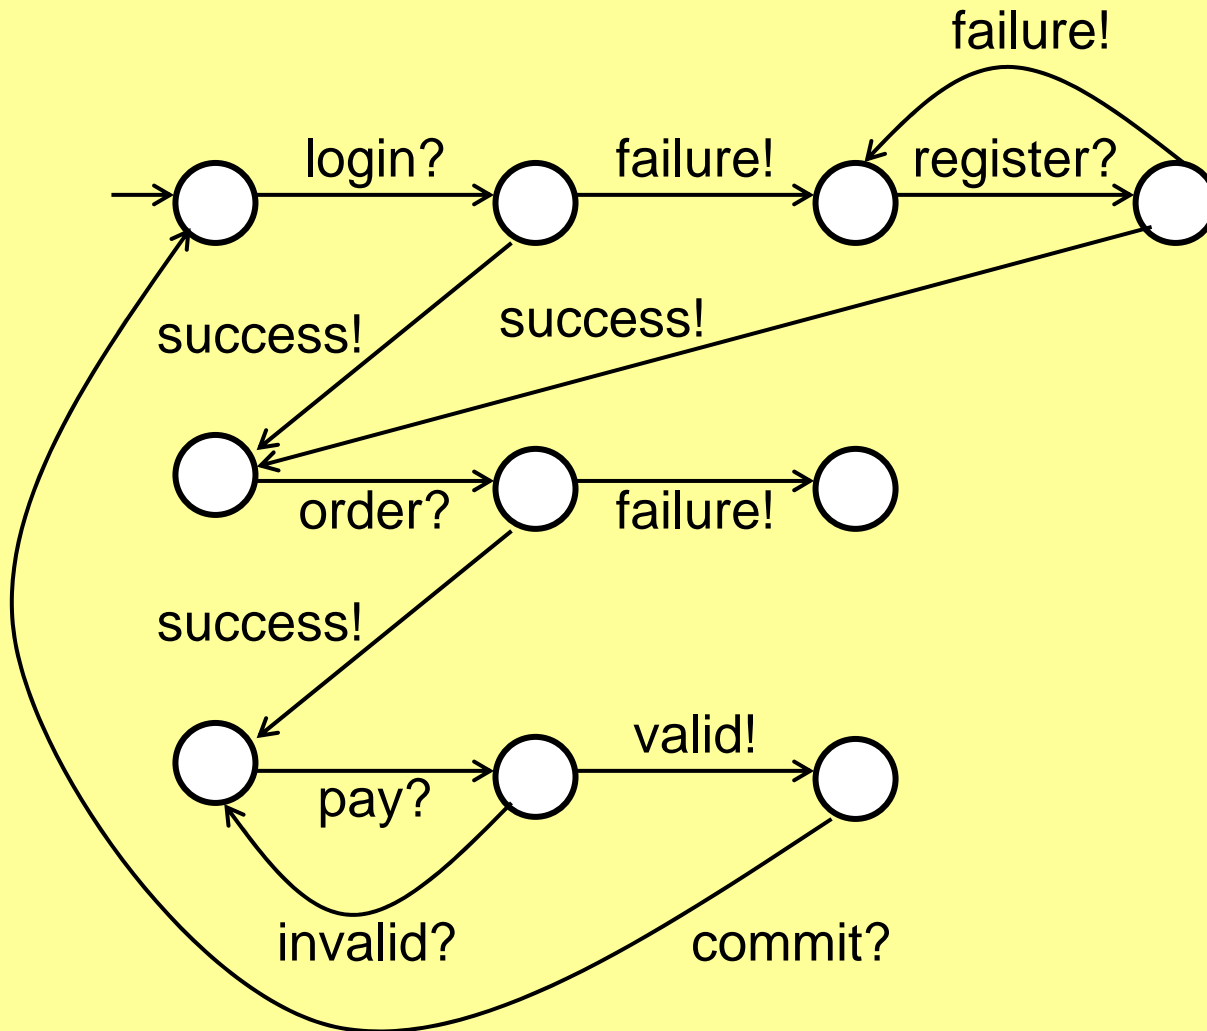 failure!
login?
failure!
register?
success!
success!
order?
failure!
success!
valid!
pay?
invalid?
commit?